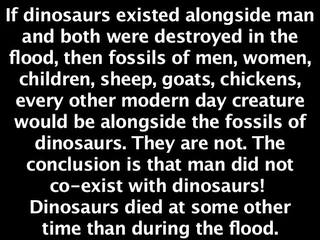 If dinosaurs existed alongside man
and both were destroyed in the
flood, then fossils of men, women,
children, sheep, goats, chickens,
every other modern day creature
would be alongside the fossils of
dinosaurs. They are not. The
conclusion is that man did not
co-exist with dinosaurs!
Dinosaurs died at some other
time than during the flood.